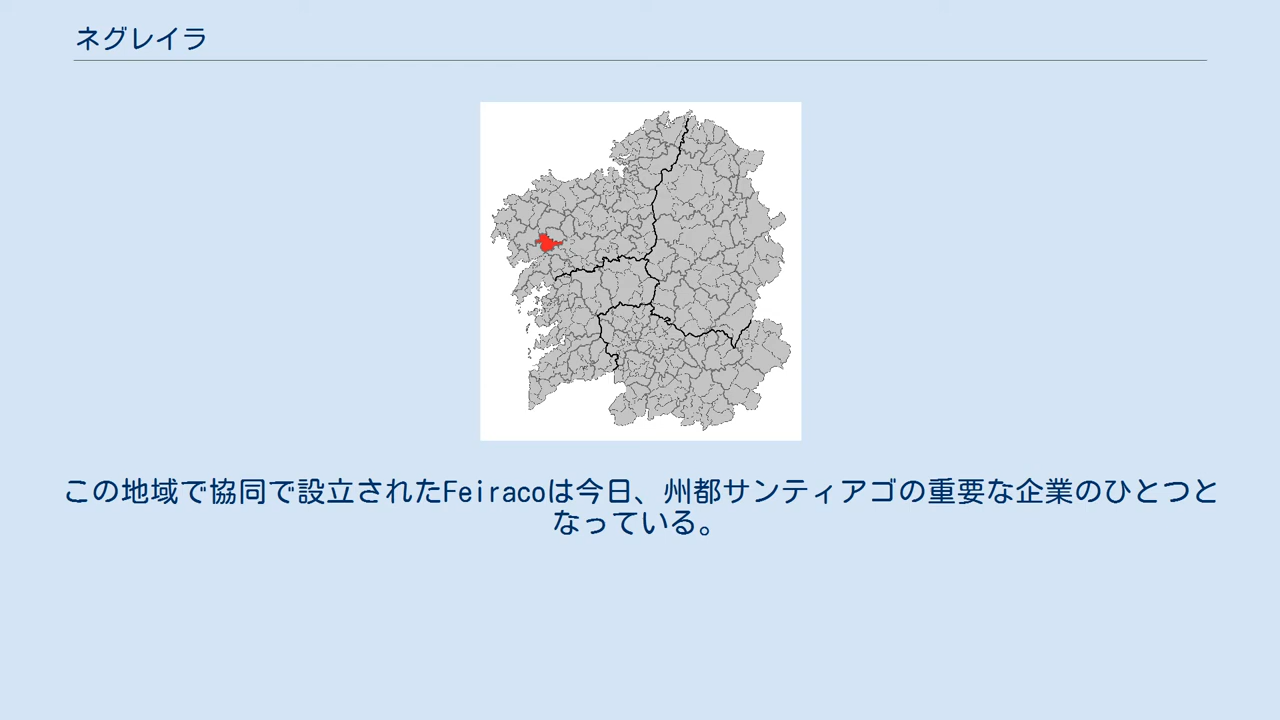 ネグレイラ
この地域で協同で設立されたFeiracoは今日、州都サンティアゴの重要な企業のひとつと
なっている。